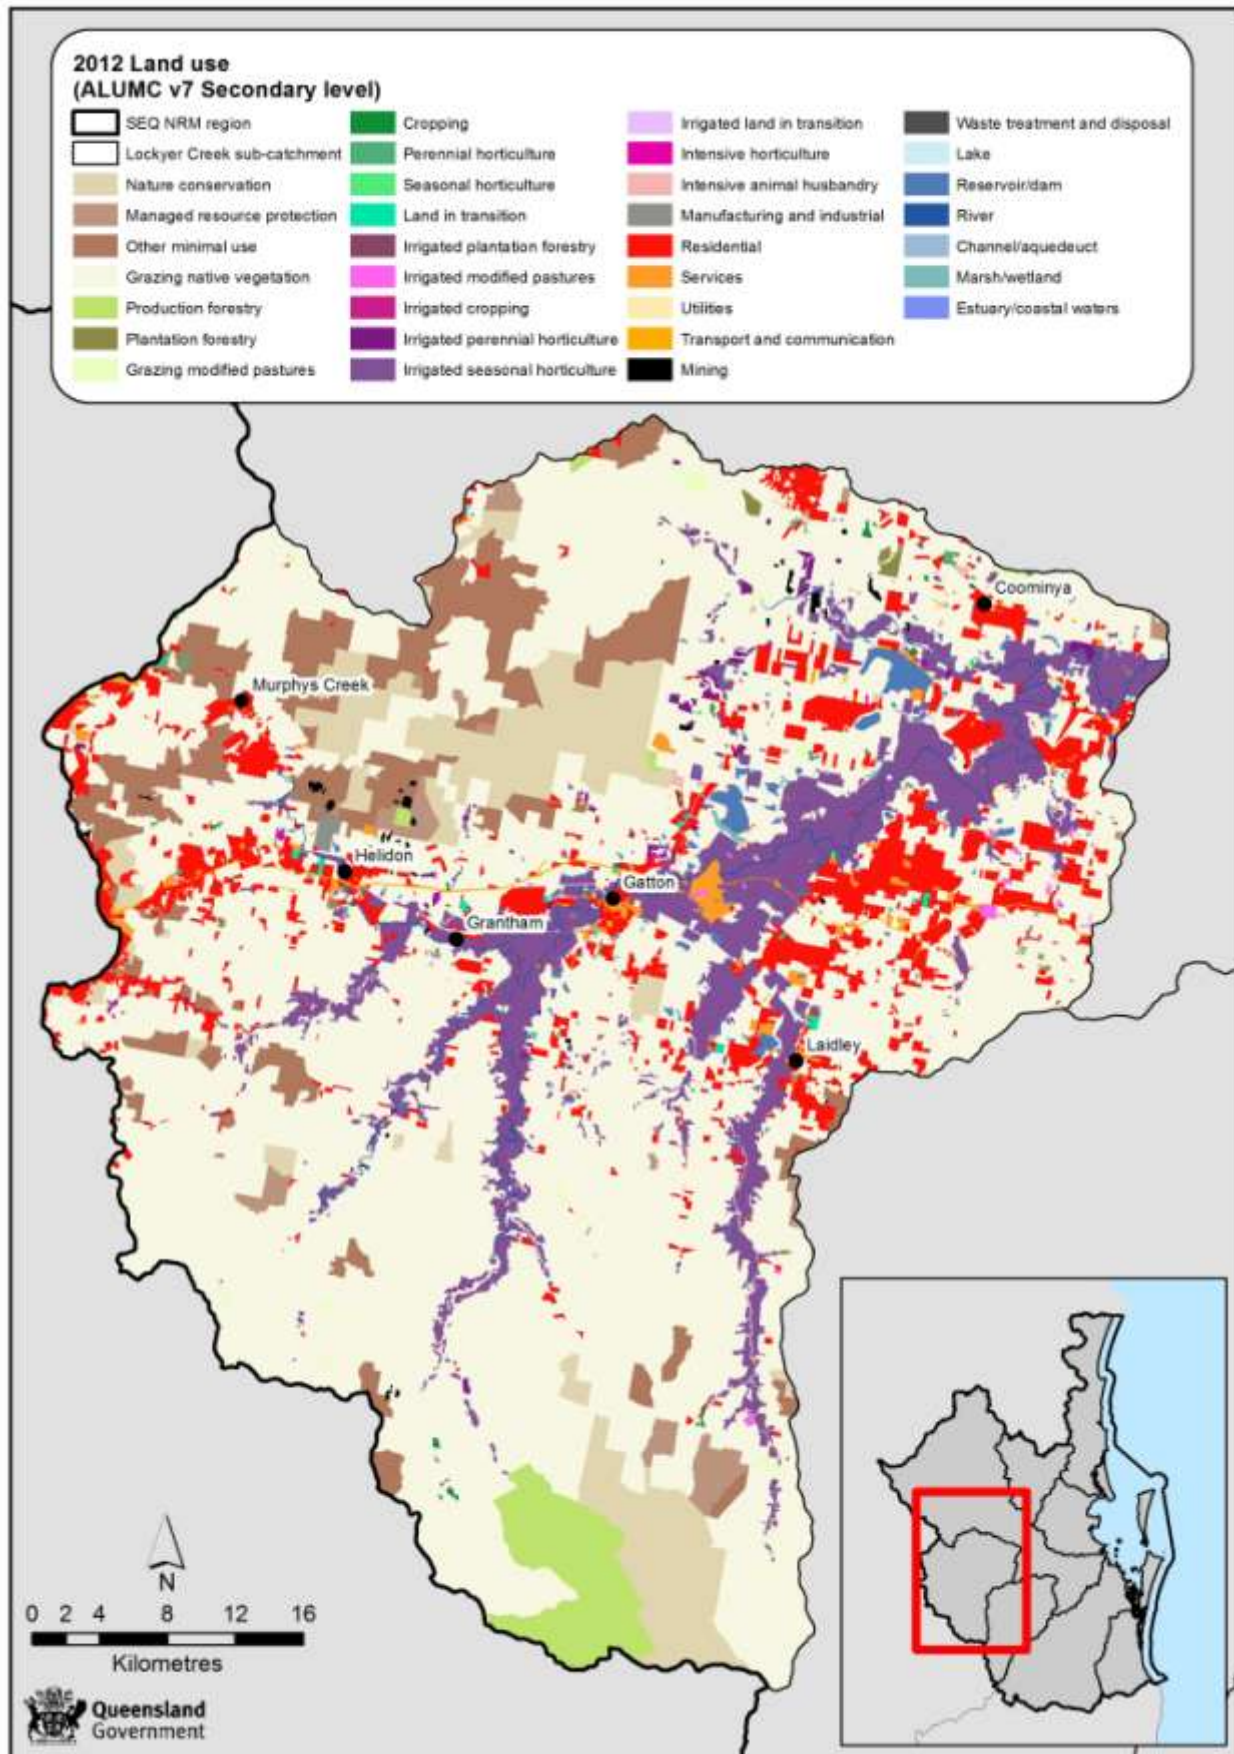 2012 Land use
(ALUMC v7 Secondary level)
SEQ NRM region
Lockyer Creek sub-catchment
Nature conservation
Managed resource protection
Other minimal use
Grazing native vegetation
Production forestry
Plantation forestry
Grazing modified pastures
Cropping
Perennial horticulture
Seasonal horticulture
Land in transition
Irrigated plantation forestry
Irrigated modified pastures
Irrigated cropping
Irrigated perennial horticulture
Irrigated seasonal horticulture
Irrigated land in transition
Intensive horticulture
Intensive animal husbandry
Manufacturing and industrial
Residential
Services
Utilities
Transport and communication
Mining
Waste treatment and disposal
Lake
Reservoir/dam
River
Channel/aquedeuct
Marsh/wetland
Estuary/coastal waters
Coominya
Murphys Creek
Helidon
Gatton
Grantham
Laidley
N
0 2 4 8 12 16
Kilometres
Queensland
Government